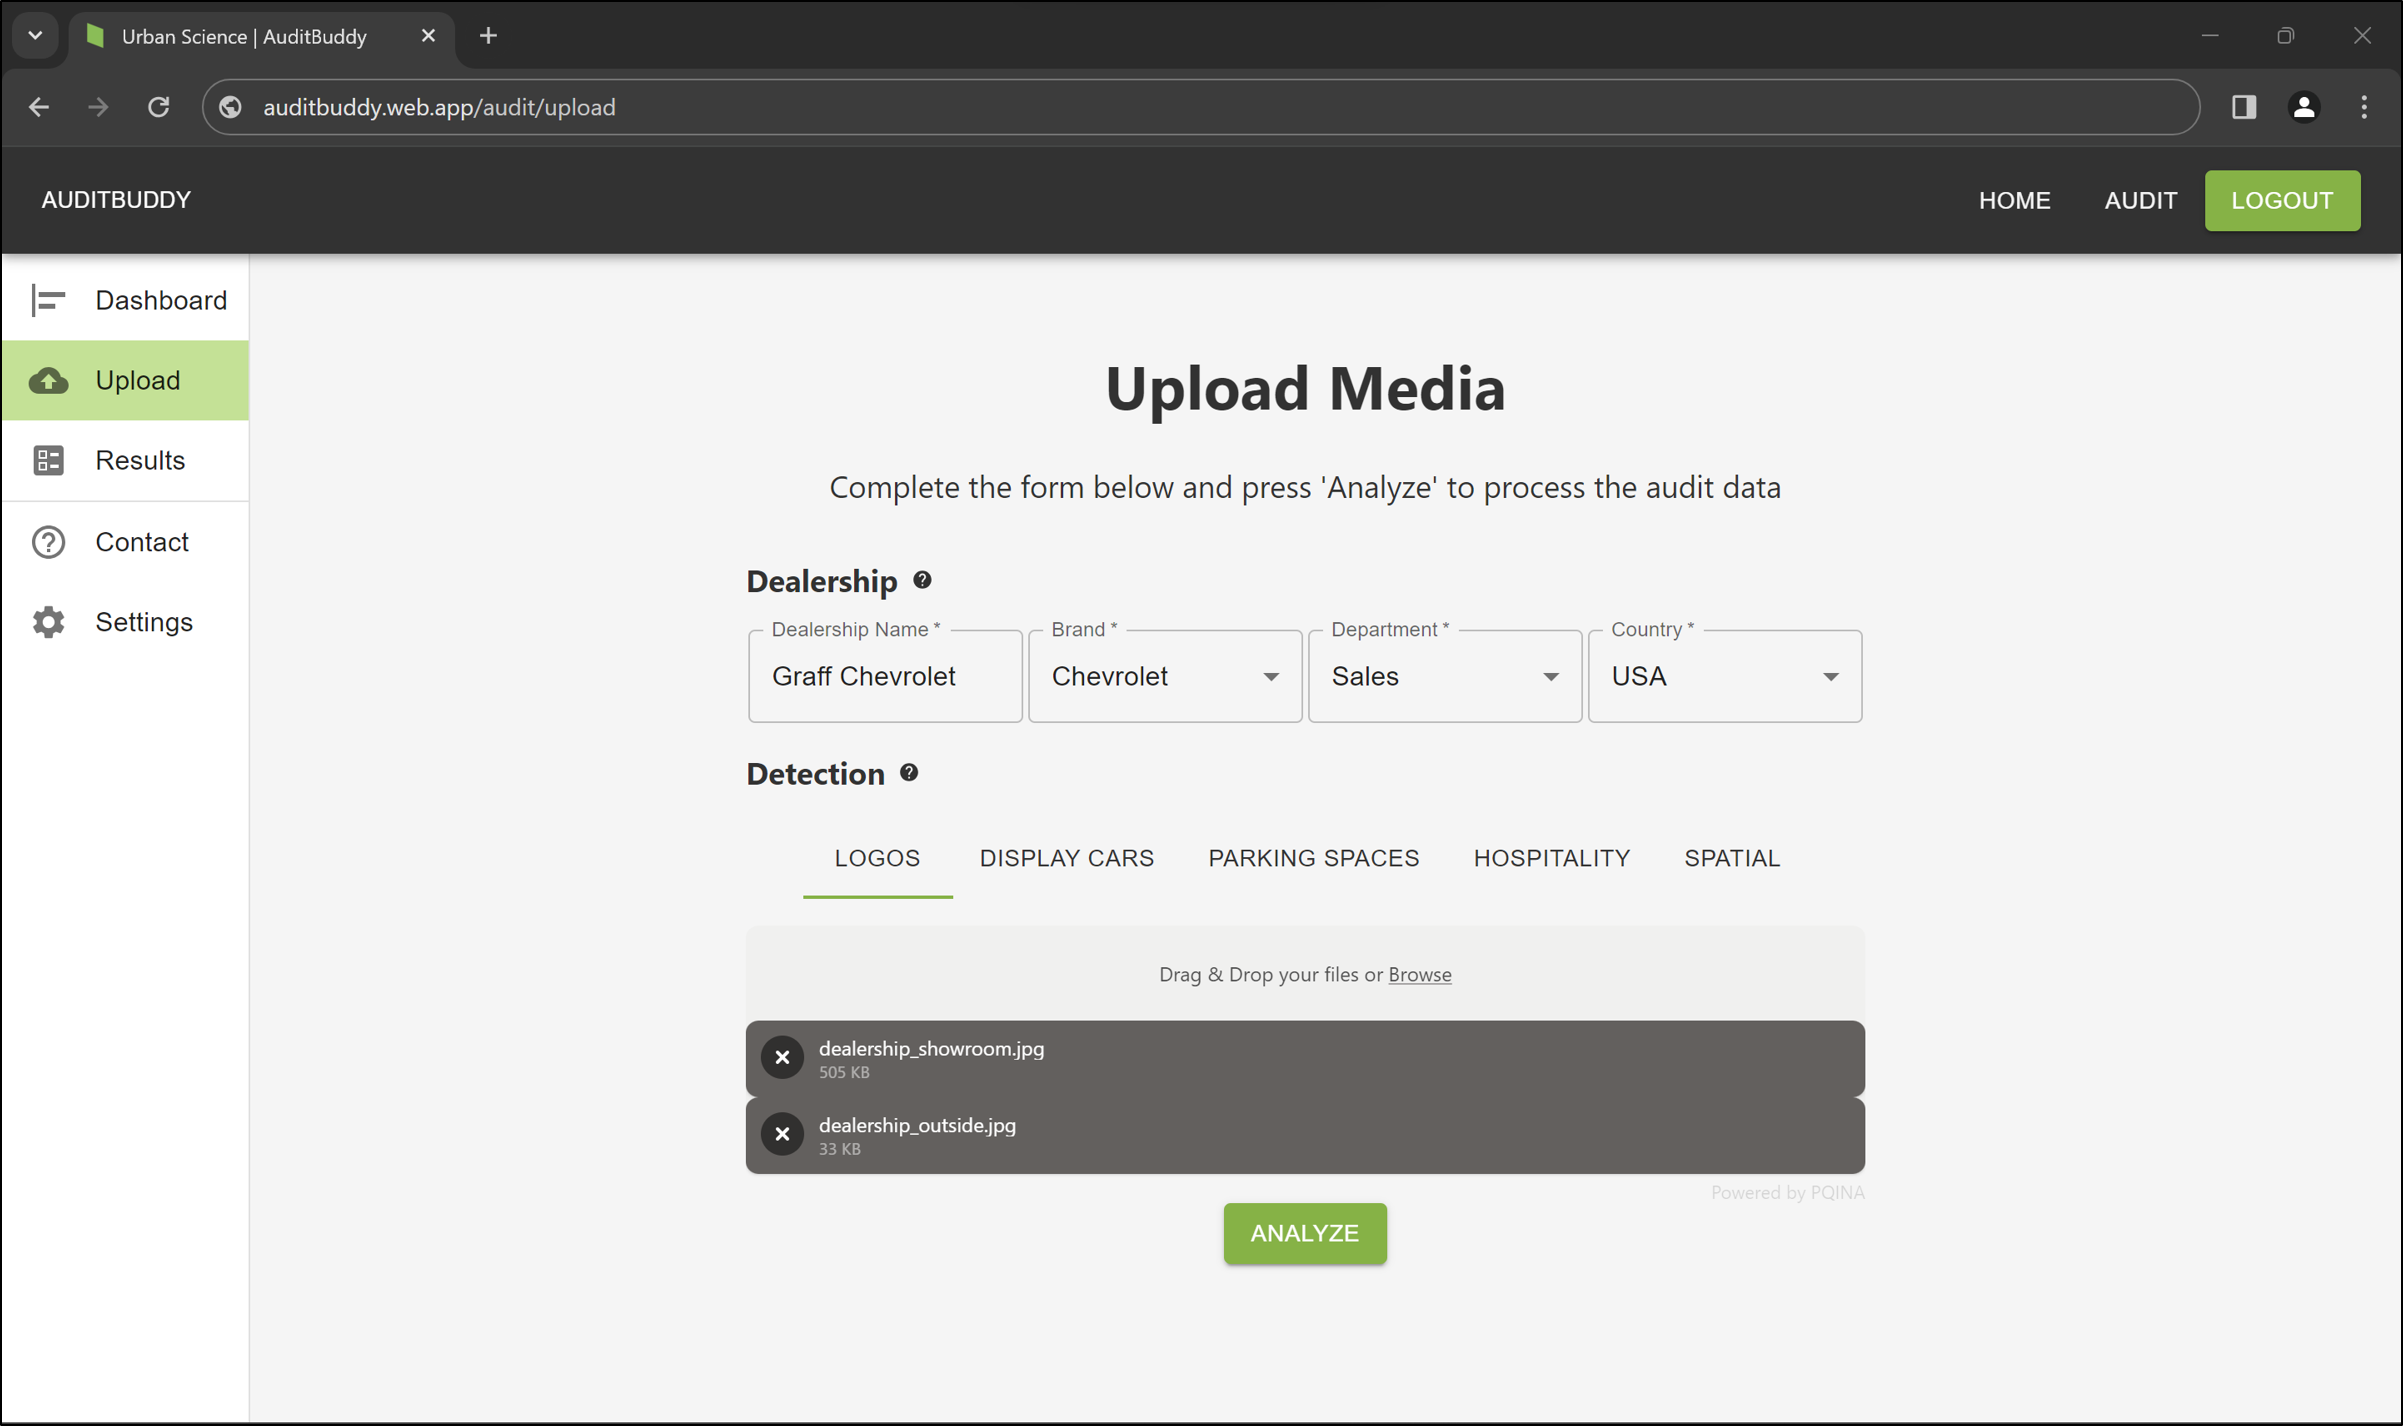 Urban Science | AuditBuddy
auditbuddy.web.app/audit/upload
AUDITBUDDY
HOME
AUDIT
LOGOUT
Dashboard
Upload
Results
Contact
Settings
Upload Media
Complete the form below and press 'Analyze' to process the audit data
Dealership
Dealership Name *
Graff Chevrolet
Brand *
Chevrolet
Department *
Sales
Country *
USA
Detection
LOGOS
DISPLAY CARS
PARKING SPACES
HOSPITALITY
SPATIAL
Drag & Drop your files or Browse
dealership_showroom.jpg
505 KB
dealership_outside.jpg
33 KB
Powered by PQINA
ANALYZE